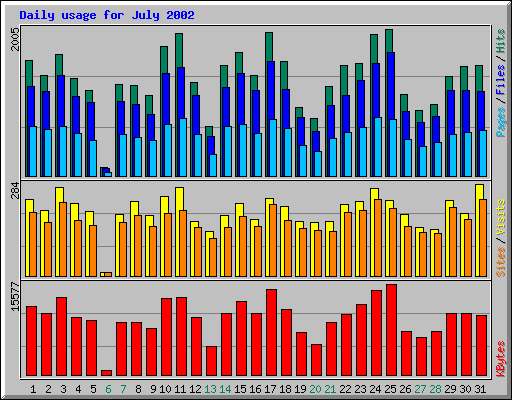 Daily usage for July 2002
2005
Pages / Files / Hits
284
Sites / Visits
15577
KBytes
1 2 3 4 5 6 7 8 9 10 11 12 13 14 15 16 17 18 19 20 21 22 23 24 25 26 27 28 29 30 31